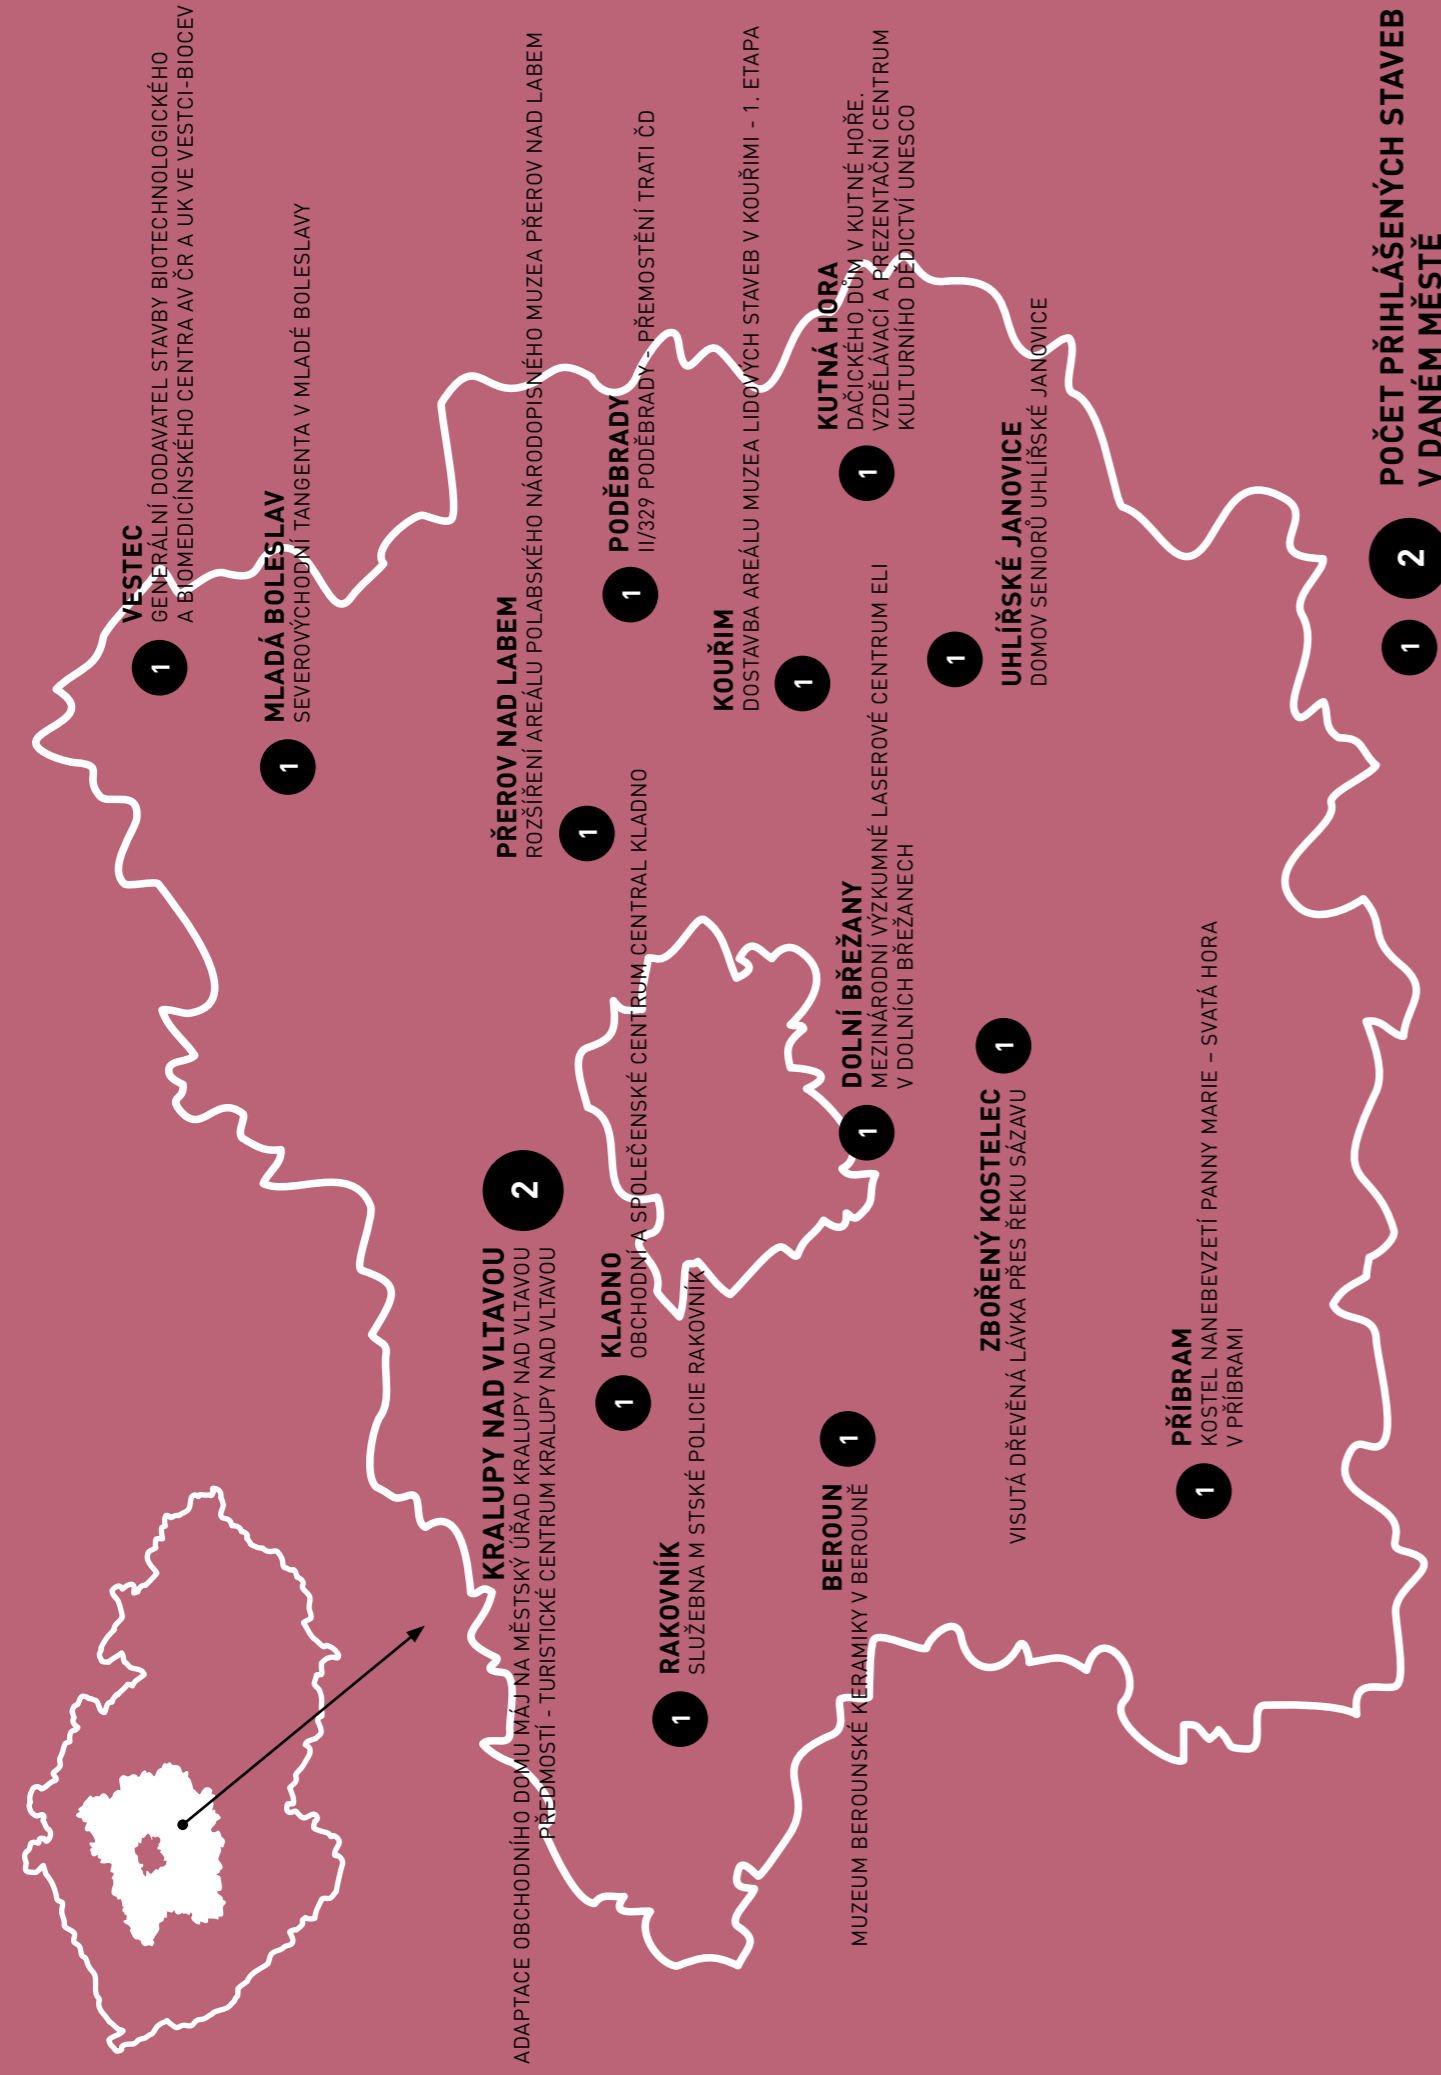 VESTEC
GENERÁLNÍ DODAVATEL STAVBY BIOTECHNOLOGICKÉHO
A BIOMEDICÍNSKÉHO CENTRA AV ČR A UK VE VESTCI-BIOCEV
1
MLADÁ BOLESLAV
SEVEROVÝCHODNÍ TANGENTA V MLADÉ BOLESLAVY
1
KRALUPY NAD VLTAVOU
ADAPTACE OBCHODNÍHO DOMU MÁJ NA MĚSTSKÝ ÚŘAD KRALUPY NAD VLTAVOU
PŘEDMOSTÍ - TURISTICKÉ CENTRUM KRALUPY NAD VLTAVOU
2
PŘEROV NAD LABEM
ROZŠÍŘENÍ AREÁLU POLABSKÉHO NÁRODOPISNÉHO MUZEA PŘEROV NAD LABEM
1
KLADNO
OBCHODNÍ A SPOLEČENSKÉ CENTRUM CENTRAL KLADNO
1
PODĚBRADY
II/329 PODĚBRADY - PŘEMOSTĚNÍ TRATI ČD
1
RAKOVNÍK
SLUŽEBNA M STSKÉ POLICIE RAKOVNÍK
1
KOUŘIM
DOSTAVBA AREÁLU MUZEA LIDOVÝCH STAVEB V KOUŘIMI - 1. ETAPA
1
BEROUN
MUZEUM BEROUNSKÉ KERAMIKY V BEROUNĚ
1
DOLNÍ BŘEŽANY
MEZINÁRODNÍ VÝZKUMNÉ LASEROVÉ CENTRUM ELI
V DOLNÍCH BŘEŽANECH
1
KUTNÁ HORA
DAČICKÉHO DŮM V KUTNÉ HOŘE.
VZDĚLÁVACÍ A PREZENTAČNÍ CENTRUM
KULTURNÍHO DĚDICTVÍ UNESCO
1
ZBOŘENÝ KOSTELEC
VISUTÁ DŘEVĚNÁ LÁVKA PŘES ŘEKU SÁZAVU
1
UHLÍŘSKÉ JANOVICE
DOMOV SENIORŮ UHLÍŘSKÉ JANOVICE
1
PŘÍBRAM
KOSTEL NANEBEVZETÍ PANNY MARIE – SVATÁ HORA
V PŘÍBRAMI
1
1
2
POČET PŘIHLÁŠENÝCH STAVEB
V DANÉM MĚSTĚ